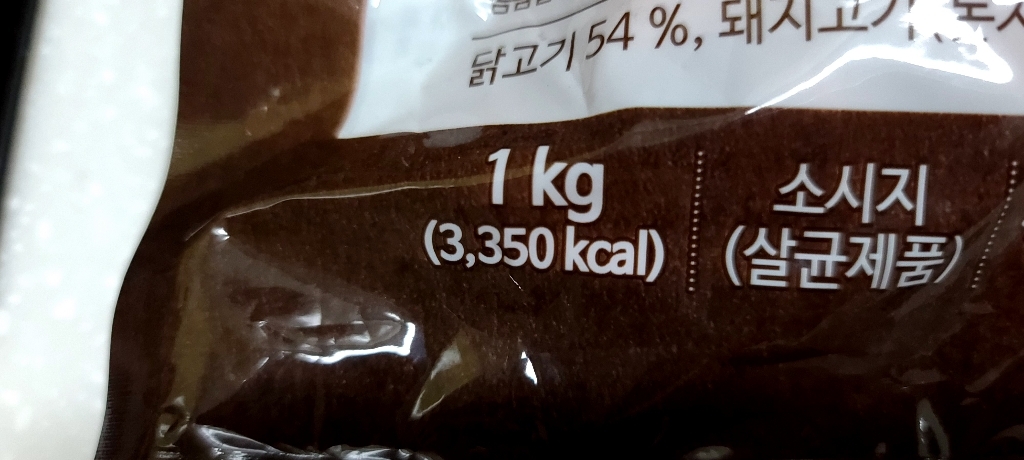 닭고기 54 %, 돼지고기
1 kg
(3,350 kcal)
소시지
(살균제품)